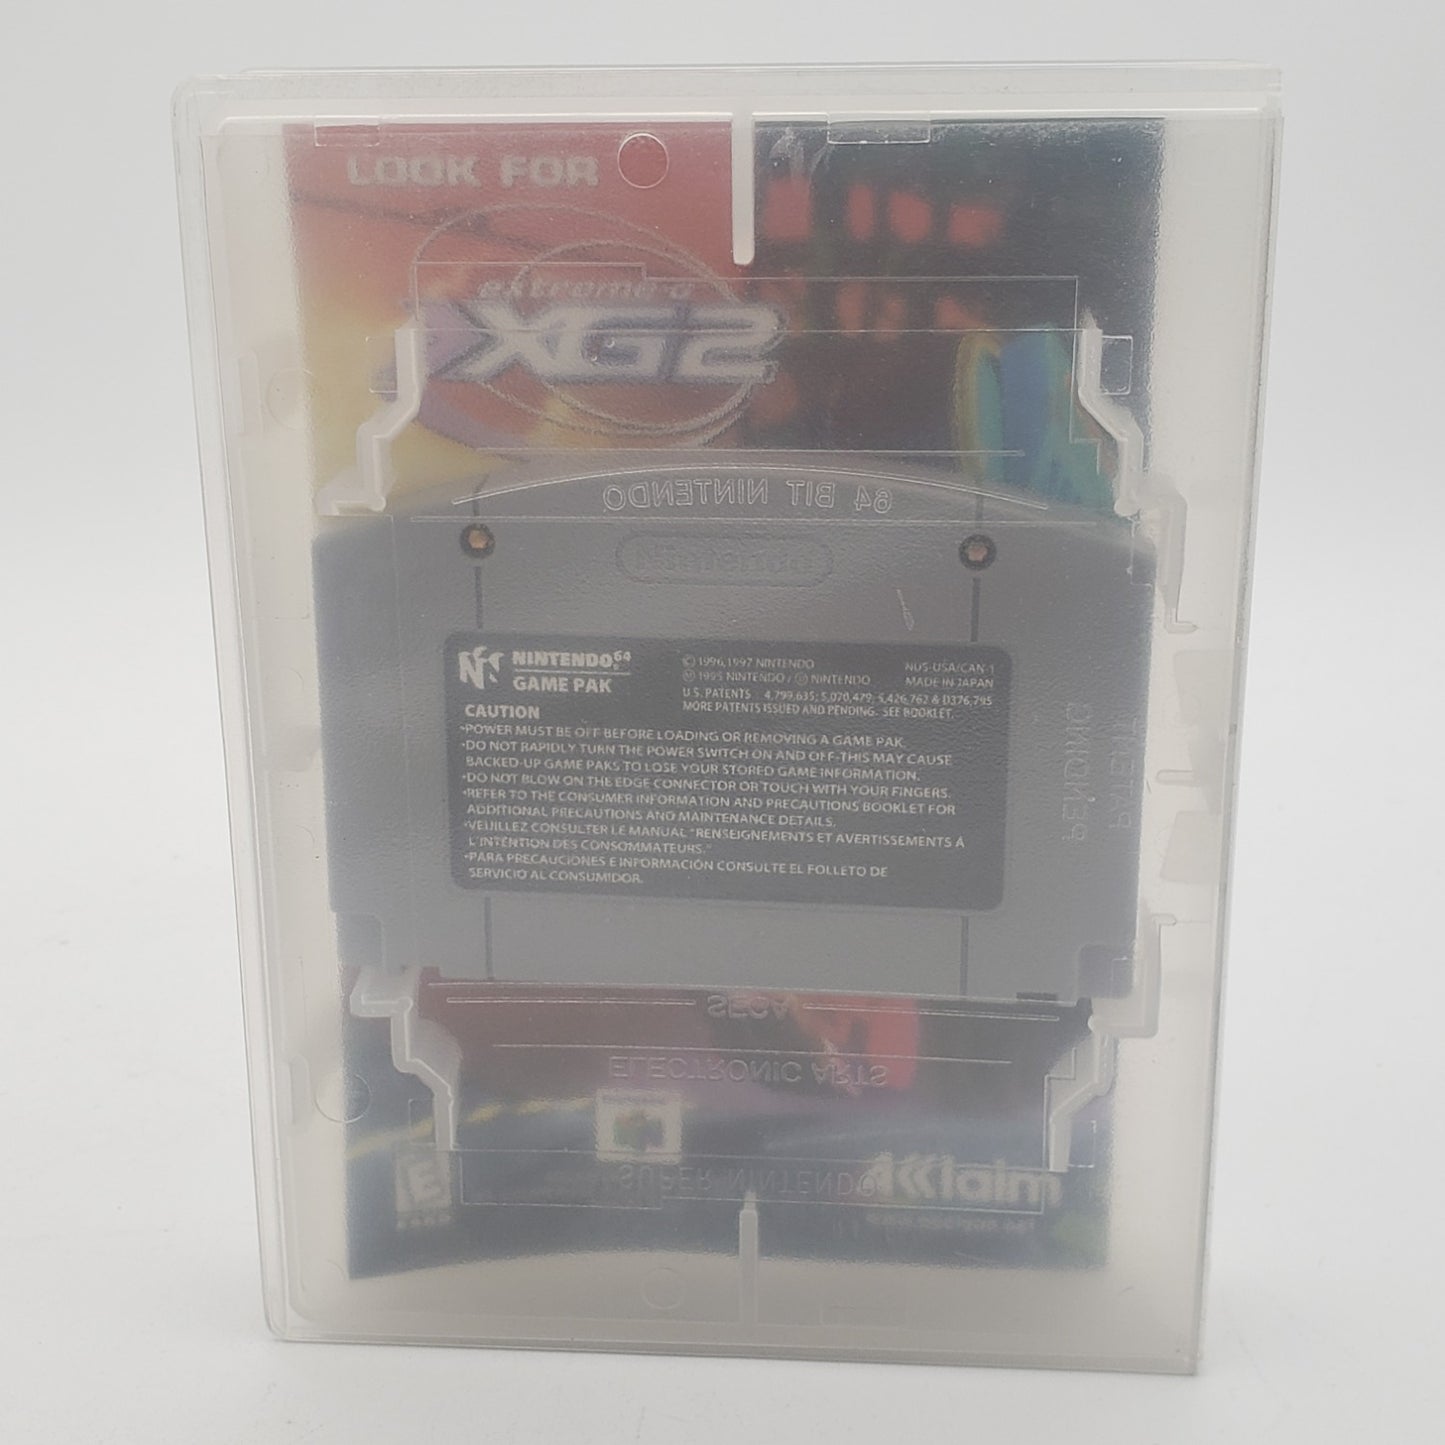 LOOK FOR
extreme-g
XG2
64 BIT NINTENDO
Nintendo
NINTENDO64
GAME PAK
© 1996,1997 NINTENDO
Ⓜ 1995 NINTENDO / Ⓓ NINTENDO
NUS-USA/CAN-1
MADE IN JAPAN
U.S. PATENTS 4,799,635; 5,070,479; 5,426,762 & D376,795
MORE PATENTS ISSUED AND PENDING. SEE BOOKLET.
CAUTION
•POWER MUST BE OFF BEFORE LOADING OR REMOVING A GAME PAK.
•DO NOT RAPIDLY TURN THE POWER SWITCH ON AND OFF-THIS MAY CAUSE
BACKED-UP GAME PAKS TO LOSE YOUR STORED GAME INFORMATION.
•DO NOT BLOW ON THE EDGE CONNECTOR OR TOUCH WITH YOUR FINGERS.
•REFER TO THE CONSUMER INFORMATION AND PRECAUTIONS BOOKLET FOR
ADDITIONAL PRECAUTIONS AND MAINTENANCE DETAILS.
•VEUILLEZ CONSULTER LE MANUAL "RENSEIGNEMENTS ET AVERTISSEMENTS À
L'INTENTION DES CONSOMMATEURS."
•PARA PRECAUCIONES E INFORMACIÓN CONSULTE EL FOLLETO DE
SERVICIO AL CONSUMIDOR.
PATENT
PENDING
SEGA
ELECTRONIC ARTS
SUPER NINTENDO
E
Acclaim